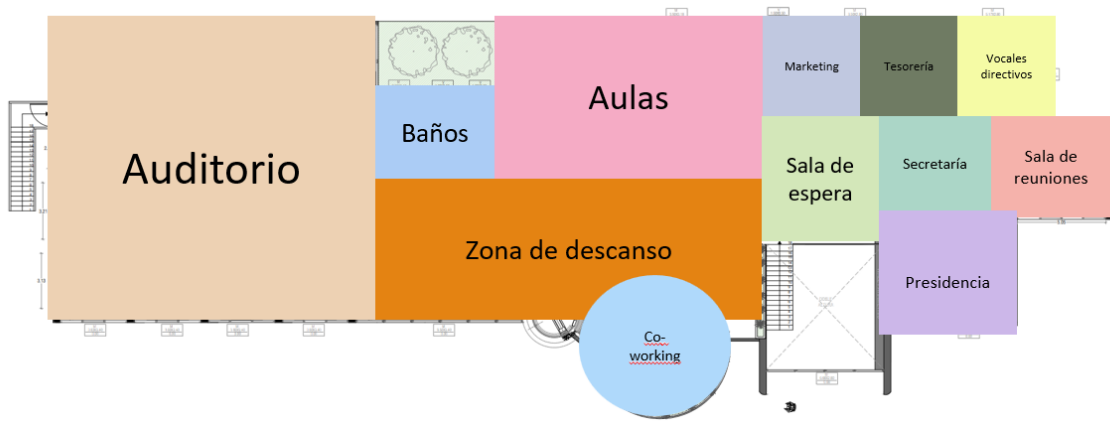 Auditorio
Baños
Aulas
Marketing
Tesorería
Vocales
directivos
Sala de
espera
Secretaría
Sala de
reuniones
Zona de descanso
Presidencia
Co-
working